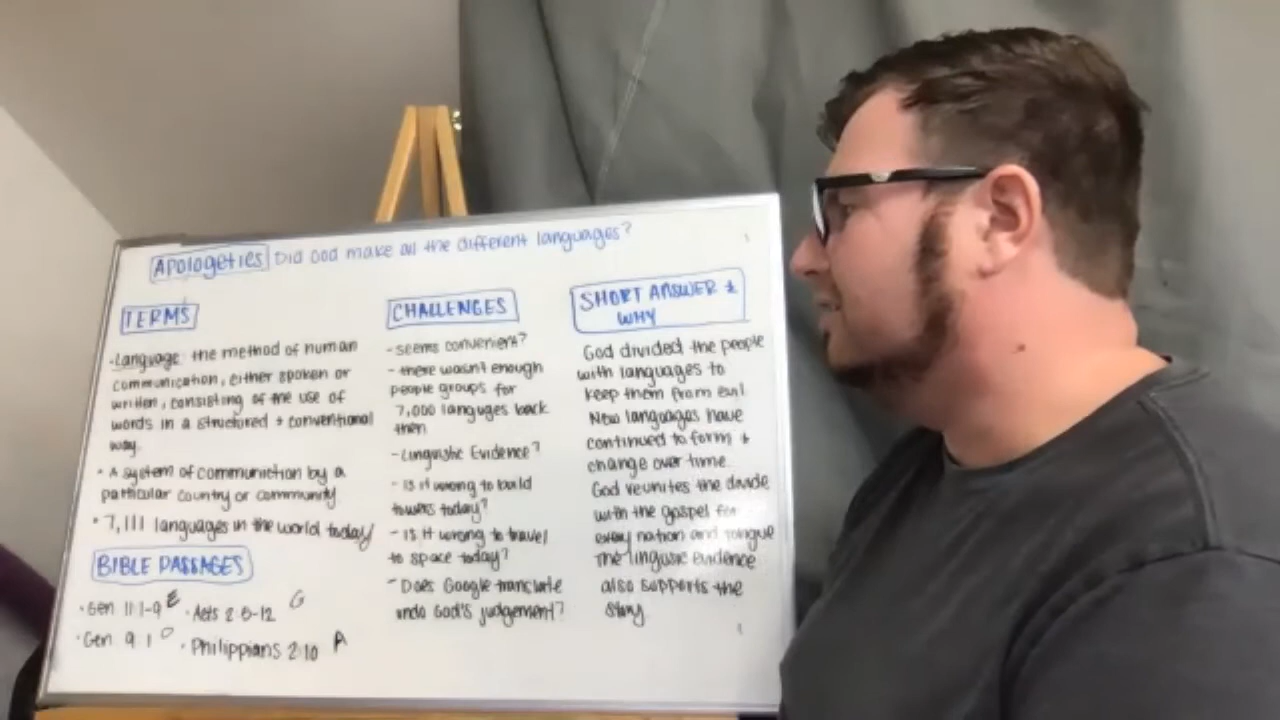 Apologetics Did God make all the different languages?
TERMS
-Language: the method of human
communication, either spoken or
written, consisting of the use of
words in a structured + conventional
way.
• A system of communiction by a
particular country or community
• 7,111 languages in the world today
BIBLE PASSAGES
• Gen 11:1-9 E • Acts 2:5-12 G
• Gen 9:1 O • Philippians 2:10 A
CHALLENGES
- seems convenient?
- there wasn't enough
people groups for
7,000 languges back
then
- Linguistic Evidence?
- Is it wrong to build
towers today?
- Is it wrong to travel
to space today?
- Does Google translate
undo God's judgement?
SHORT ANSWER +
WHY
God divided the people
with languages to
keep them from evil.
New languages have
continued to form +
change over time.
God reunites the divide
with the gospel for
every nation and tongue
The linguistic evidence
also supports the
story